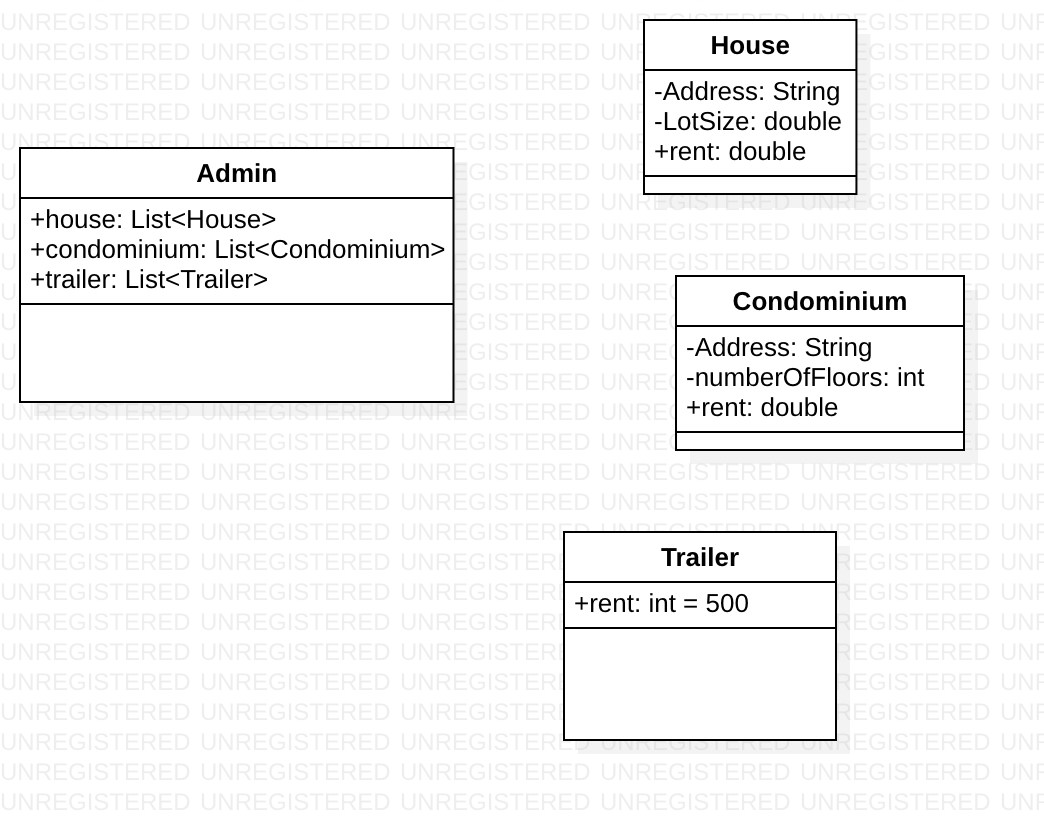 House
-Address: String
-LotSize: double
+rent: double
Admin
+house: List<House>
+condominium: List<Condominium>
+trailer: List<Trailer>
Condominium
-Address: String
-numberOfFloors: int
+rent: double
Trailer
+rent: int = 500
UNREGISTERED